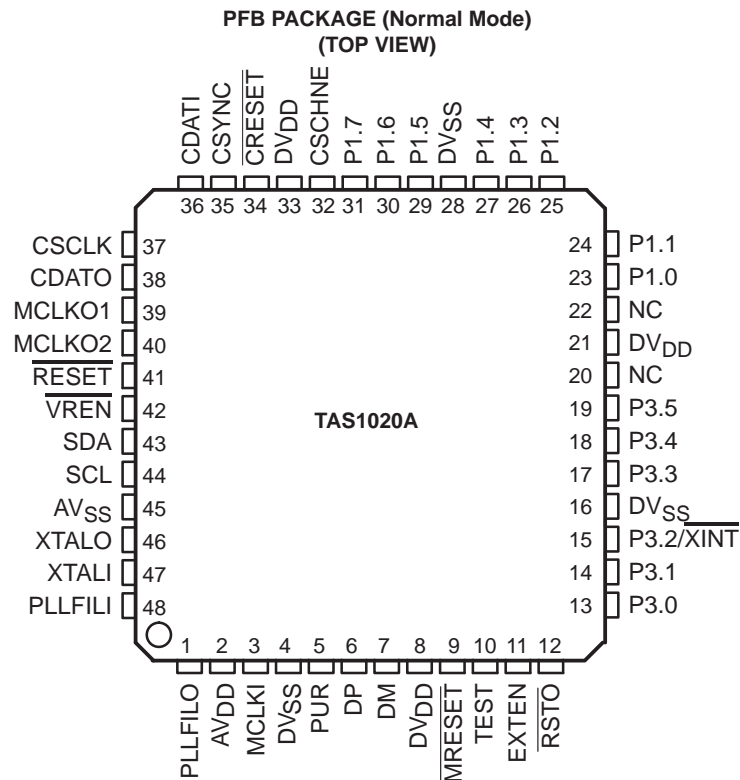 PFB PACKAGE (Normal Mode)
(TOP VIEW)
CDATI
CSYNC
CRESET
DVDD
CSCHNE
P1.7
P1.6
P1.5
DVSS
P1.4
P1.3
P1.2
36 35 34 33 32 31 30 29 28 27 26 25
CSCLK 37
CDATO 38
MCLKO1 39
MCLKO2 40
RESET 41
VREN 42
SDA 43
SCL 44
AVSS 45
XTALO 46
XTALI 47
PLLFILI 48
TAS1020A
24 P1.1
23 P1.0
22 NC
21 DVDD
20 NC
19 P3.5
18 P3.4
17 P3.3
16 DVSS
15 P3.2/XINT
14 P3.1
13 P3.0
1 2 3 4 5 6 7 8 9 10 11 12
PLLFILO
AVDD
MCLKI
DVSS
PUR
DP
DM
DVDD
MRESET
TEST
EXTEN
RSTO